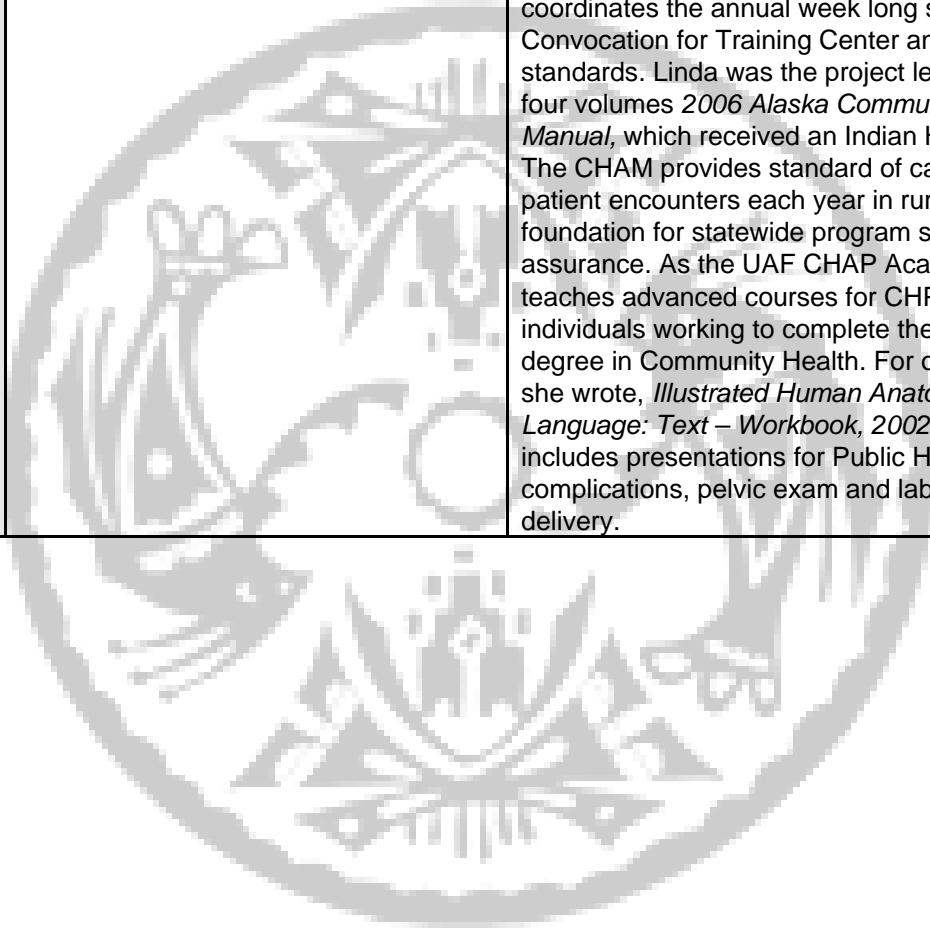 coordinates the annual week long s
Convocation for Training Center an
standards. Linda was the project le
four volumes 2006 Alaska Commu
Manual, which received an Indian H
The CHAM provides standard of ca
patient encounters each year in rur
foundation for statewide program s
assurance. As the UAF CHAP Aca
teaches advanced courses for CHP
individuals working to complete the
degree in Community Health. For d
she wrote, Illustrated Human Anato
Language: Text – Workbook, 2002
includes presentations for Public H
complications, pelvic exam and lab
delivery.